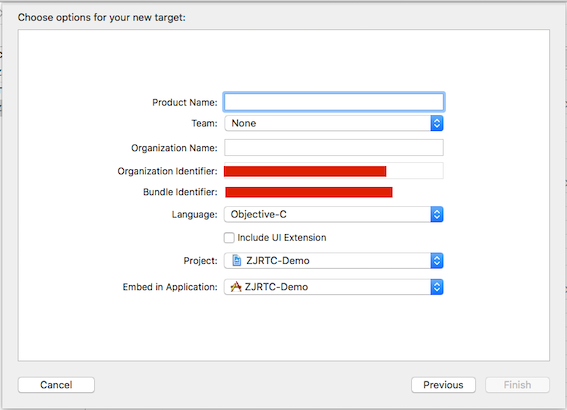 Choose options for your new target:
Product Name:
Team: None
Organization Name:
Organization Identifier:
Bundle Identifier:
Language: Objective-C
Include UI Extension
Project: ZJRTC-Demo
Embed in Application: ZJRTC-Demo
Cancel Previous Finish